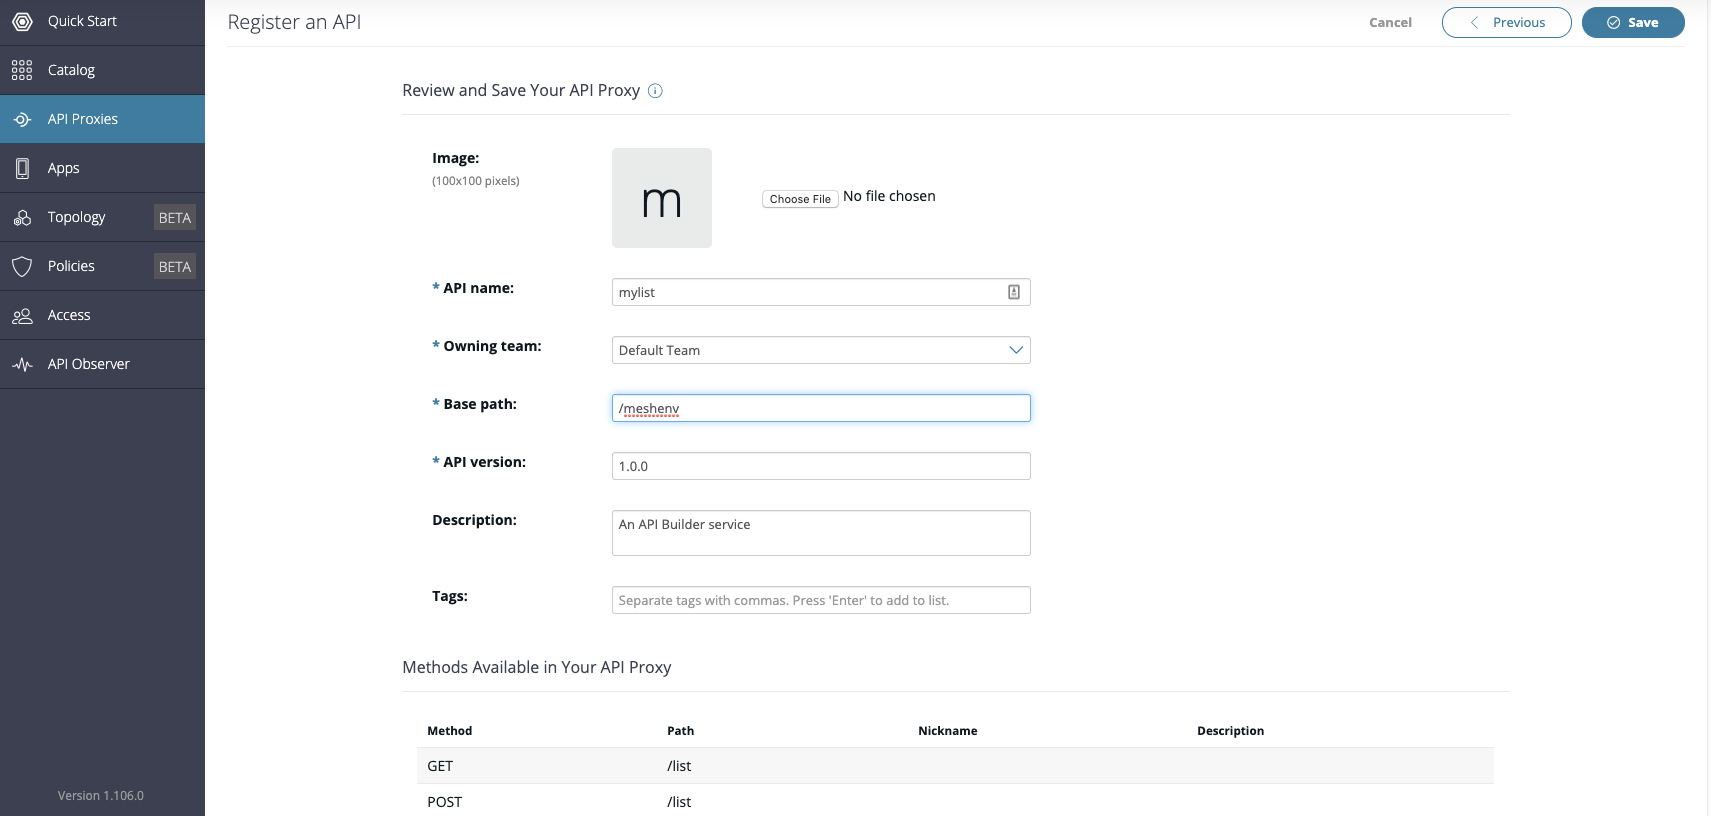 Quick Start
Catalog
API Proxies
Apps
Topology BETA
Policies BETA
Access
API Observer
Version 1.106.0
Register an API
Cancel
Previous
Save
Review and Save Your API Proxy
Image:
(100x100 pixels)
m
Choose File No file chosen
* API name:
mylist
* Owning team:
Default Team
* Base path:
/meshenv
* API version:
1.0.0
Description:
An API Builder service
Tags:
Separate tags with commas. Press 'Enter' to add to list.
Methods Available in Your API Proxy
Method Path Nickname Description
GET /list
POST /list